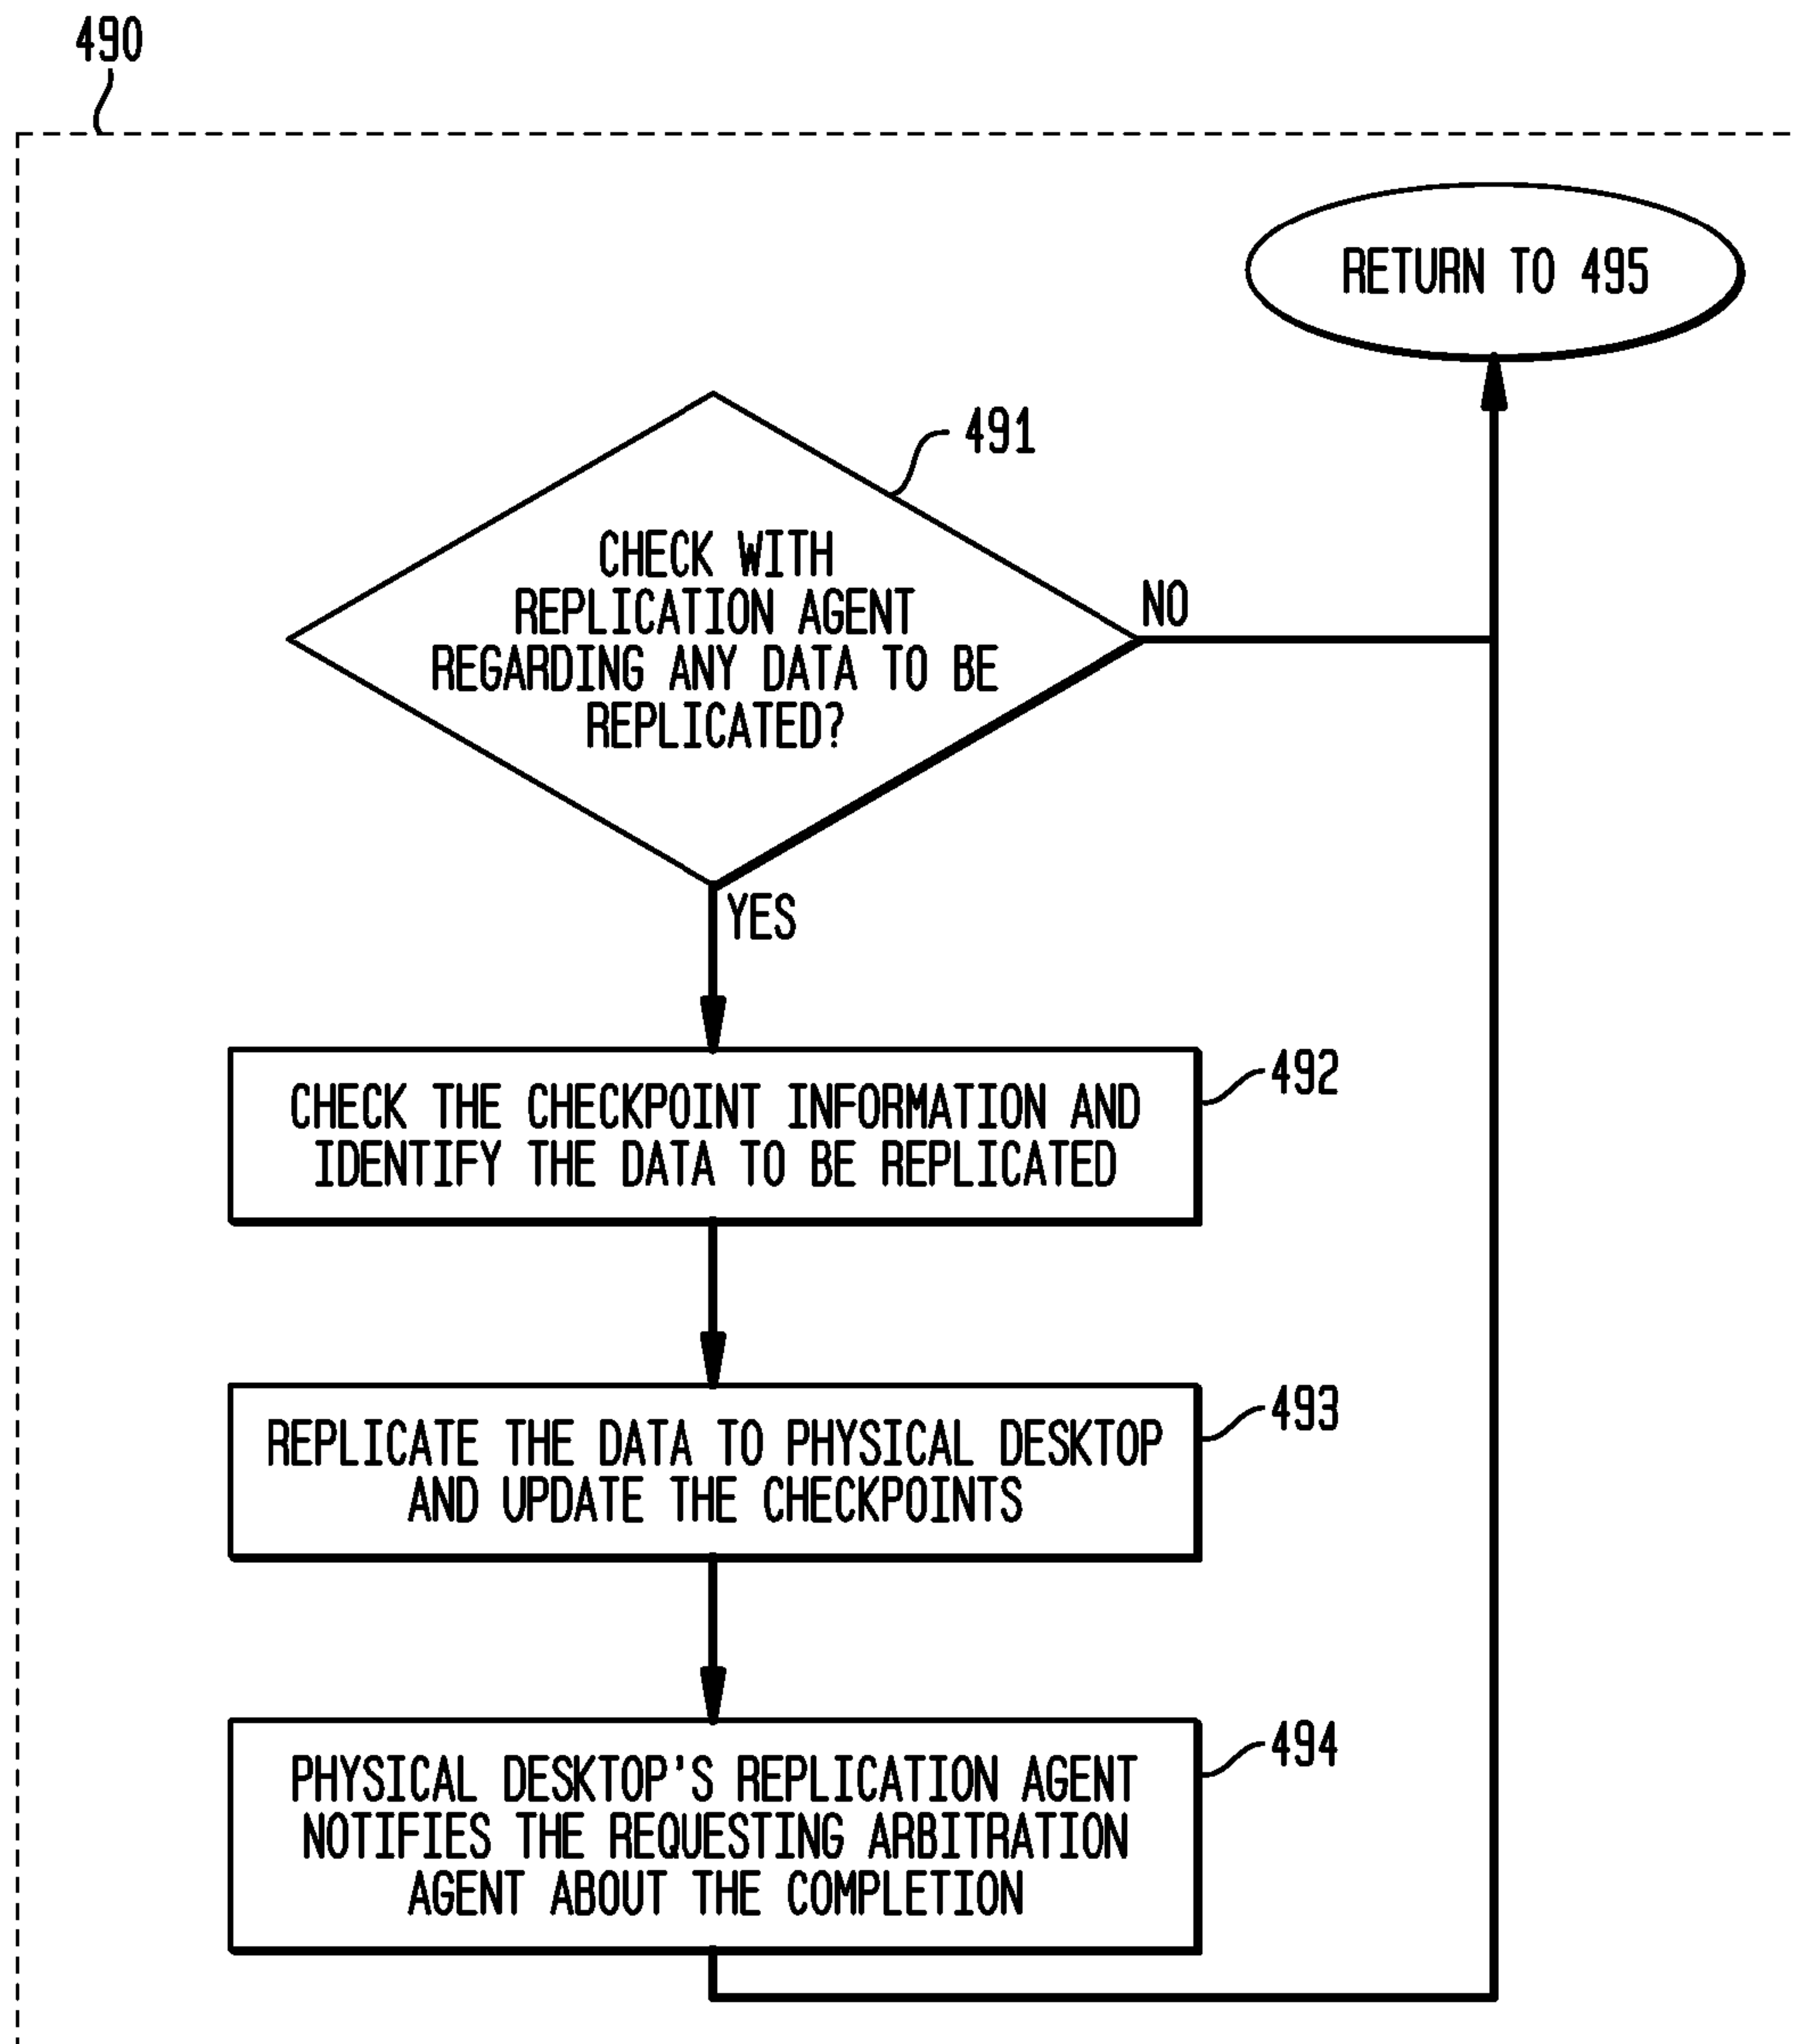 490
RETURN TO 495
491
CHECK WITH
REPLICATION AGENT
REGARDING ANY DATA TO BE
REPLICATED?
NO
YES
492
CHECK THE CHECKPOINT INFORMATION AND
IDENTIFY THE DATA TO BE REPLICATED
493
REPLICATE THE DATA TO PHYSICAL DESKTOP
AND UPDATE THE CHECKPOINTS
494
PHYSICAL DESKTOP'S REPLICATION AGENT
NOTIFIES THE REQUESTING ARBITRATION
AGENT ABOUT THE COMPLETION